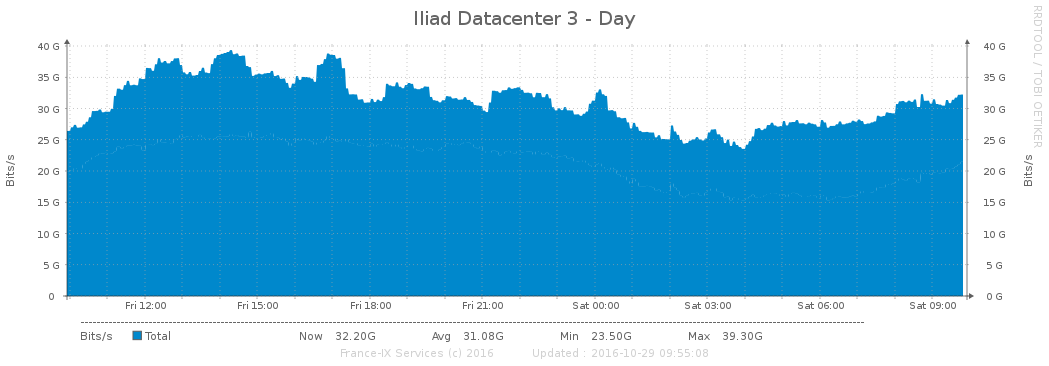 Iliad Datacenter 3 - Day
RRDTOOL / TOBI OETIKER
Bits/s
40 G 40 G
35 G 35 G
30 G 30 G
25 G 25 G
20 G 20 G
15 G 15 G
10 G 10 G
5 G 5 G
0 0 G
Bits/s
Fri 12:00 Fri 15:00 Fri 18:00 Fri 21:00 Sat 00:00 Sat 03:00 Sat 06:00 Sat 09:00
Bits/s Total Now 32.20G Avg 31.08G Min 23.50G Max 39.30G
France-IX Services (c) 2016 Updated : 2016-10-29 09:55:08